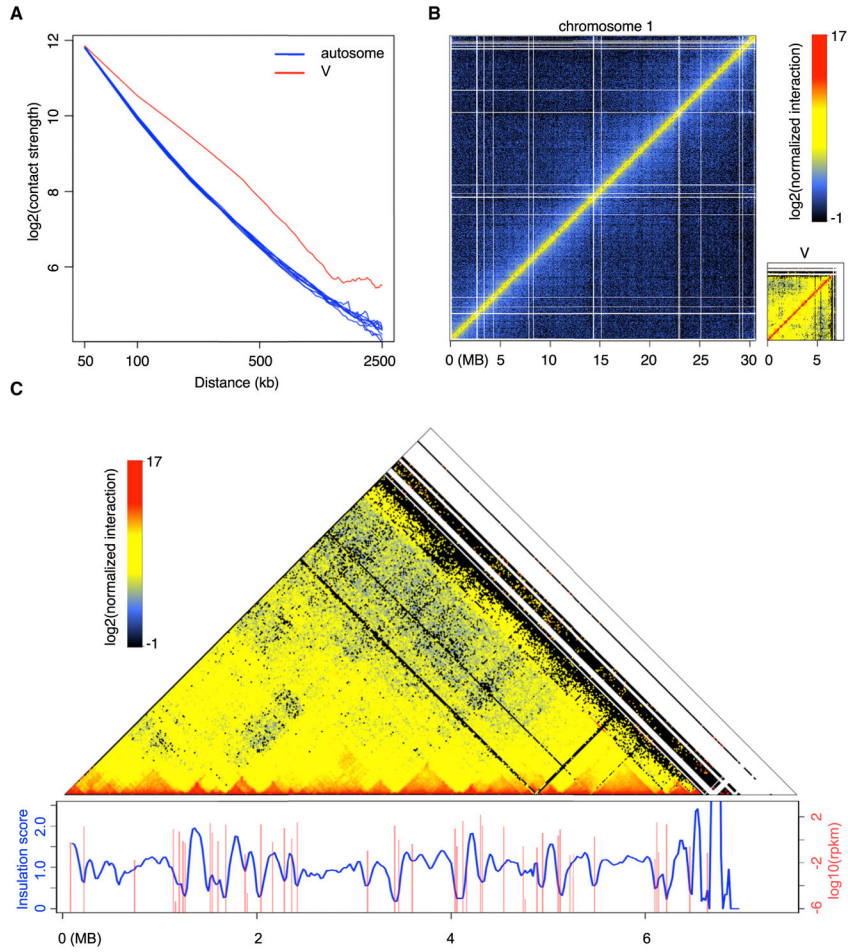 A
12
10
8
6
log2(contact strength)
autosome
V
50
100
500
2500
Distance (kb)
B
chromosome 1
0 (MB)
5
10
15
20
25
30
17
log2(normalized interaction)
-1
V
0
5
C
17
log2(normalized interaction)
-1
Insulation score
2.0
1.0
0
2
-2
-6
log10(rpkm)
0 (MB)
2
4
6